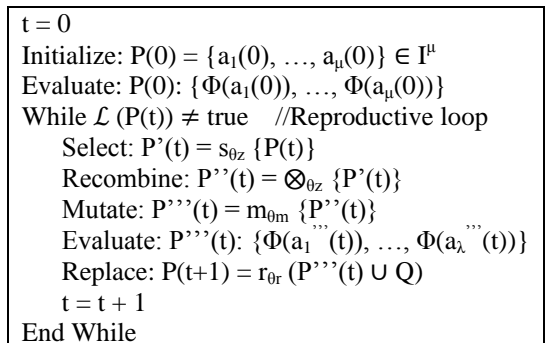 t = 0
Initialize: P(0) = {a₁(0), …, aμ(0)} ∈ Iᵘ
Evaluate: P(0): {Φ(a₁(0)), …, Φ(aμ(0))}
While ℒ (P(t)) ≠ true //Reproductive loop
Select: P'(t) = sθz {P(t)}
Recombine: P''(t) = ⊗θz {P'(t)}
Mutate: P'''(t) = mθm {P''(t)}
Evaluate: P'''(t): {Φ(a₁'''(t)), …, Φ(aλ'''(t))}
Replace: P(t+1) = rθr (P'''(t) ∪ Q)
t = t + 1
End While